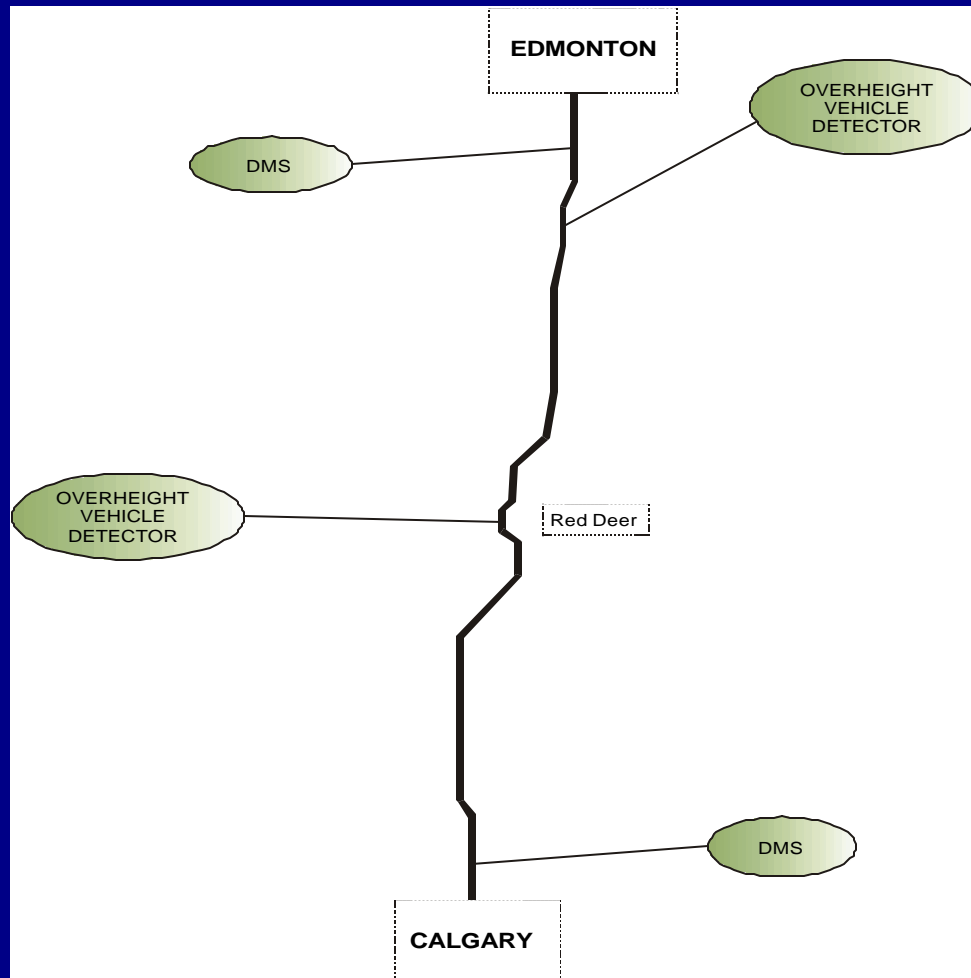 EDMONTON
OVERHEIGHT
VEHICLE
DETECTOR
DMS
OVERHEIGHT
VEHICLE
DETECTOR
Red Deer
DMS
CALGARY